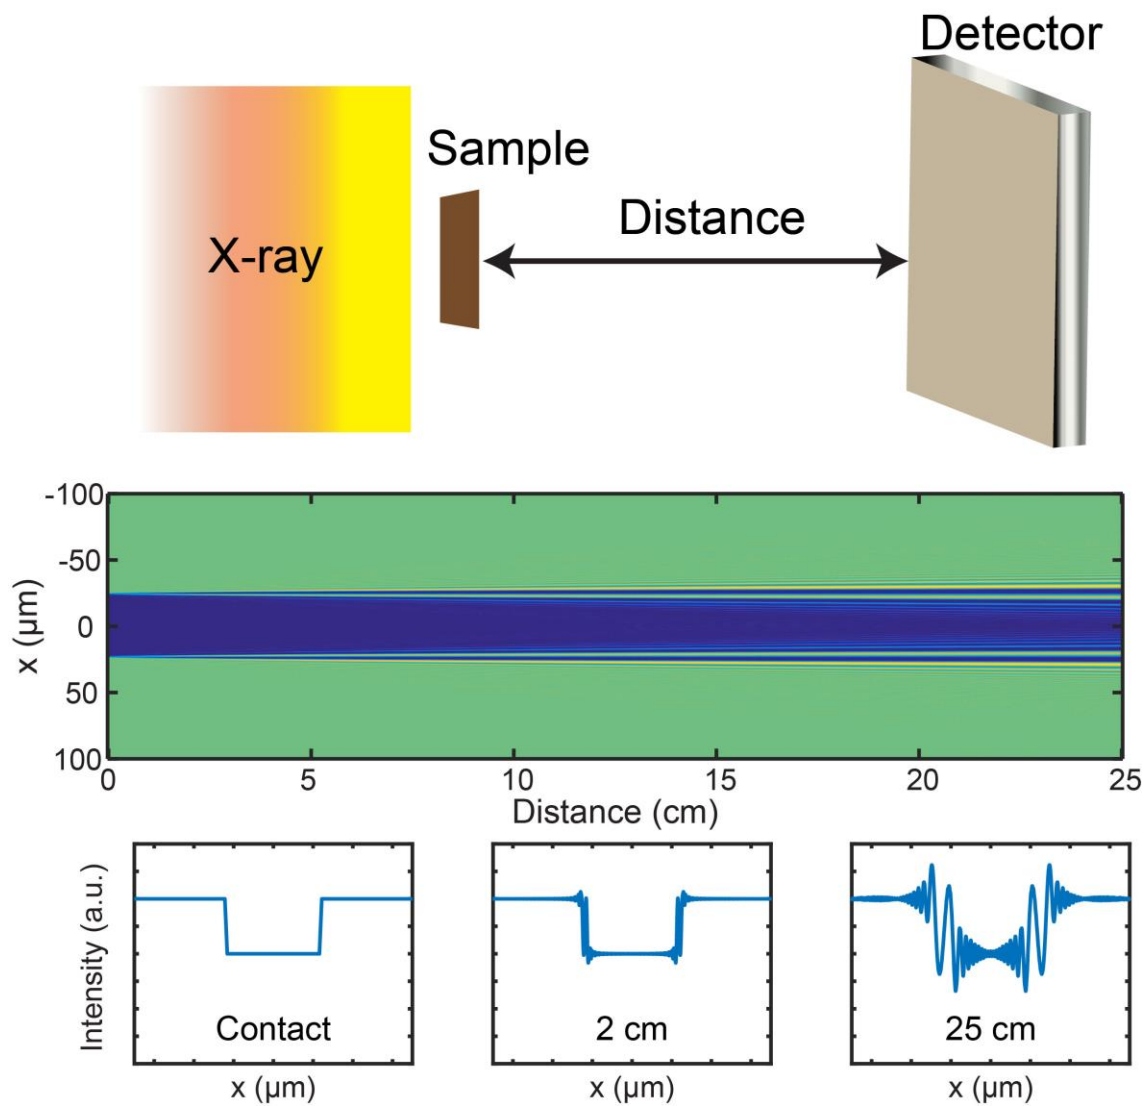 Detector
Sample
Distance
X-ray
x (µm)
-100
-50
0
50
100
0 5 10 15 20 25
Distance (cm)
Intensity (a.u.)
Contact
x (µm)
2 cm
x (µm)
25 cm
x (µm)